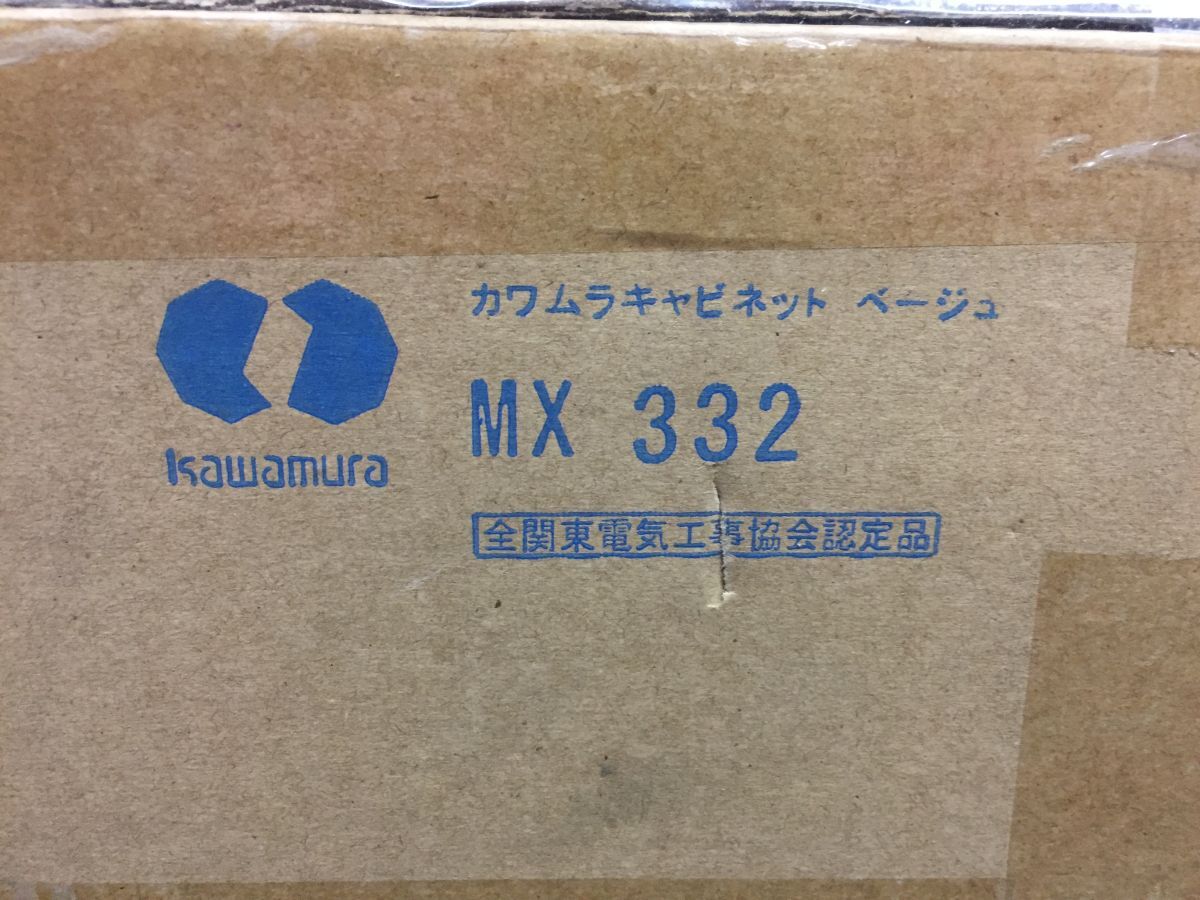 カワムラキャビネット ベージュ
MX 332
kawamura
全関東電気工事協会認定品